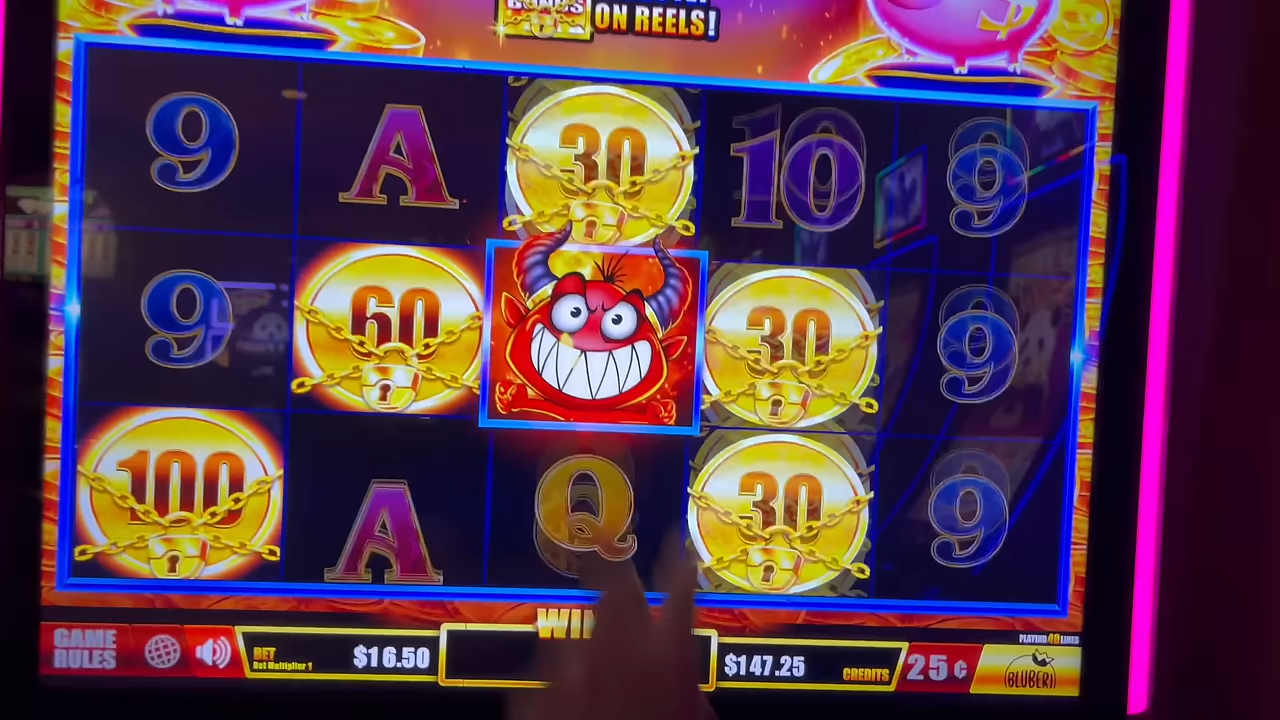 ON REELS!
9 A 30 10 9
9 60 30 9
100 A Q 30 9
GAME RULES
BET
Bet Multiplier 1
$16.50
$147.25
CREDITS
PLAYING 40 LINES
25¢
BLUBERI